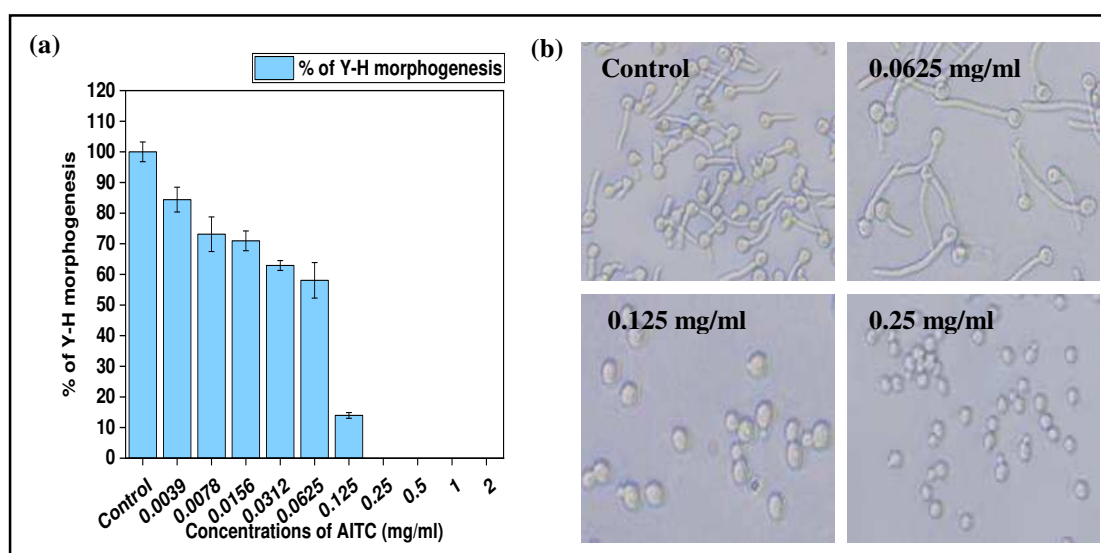 (a)
% of Y-H morphogenesis
% of Y-H morphogenesis
120
110
100
90
80
70
60
50
40
30
20
10
0
Control
0.0039
0.0078
0.0156
0.0312
0.0625
0.125
0.25
0.5
1
2
Concentrations of AITC (mg/ml)
(b)
Control
0.0625 mg/ml
0.125 mg/ml
0.25 mg/ml